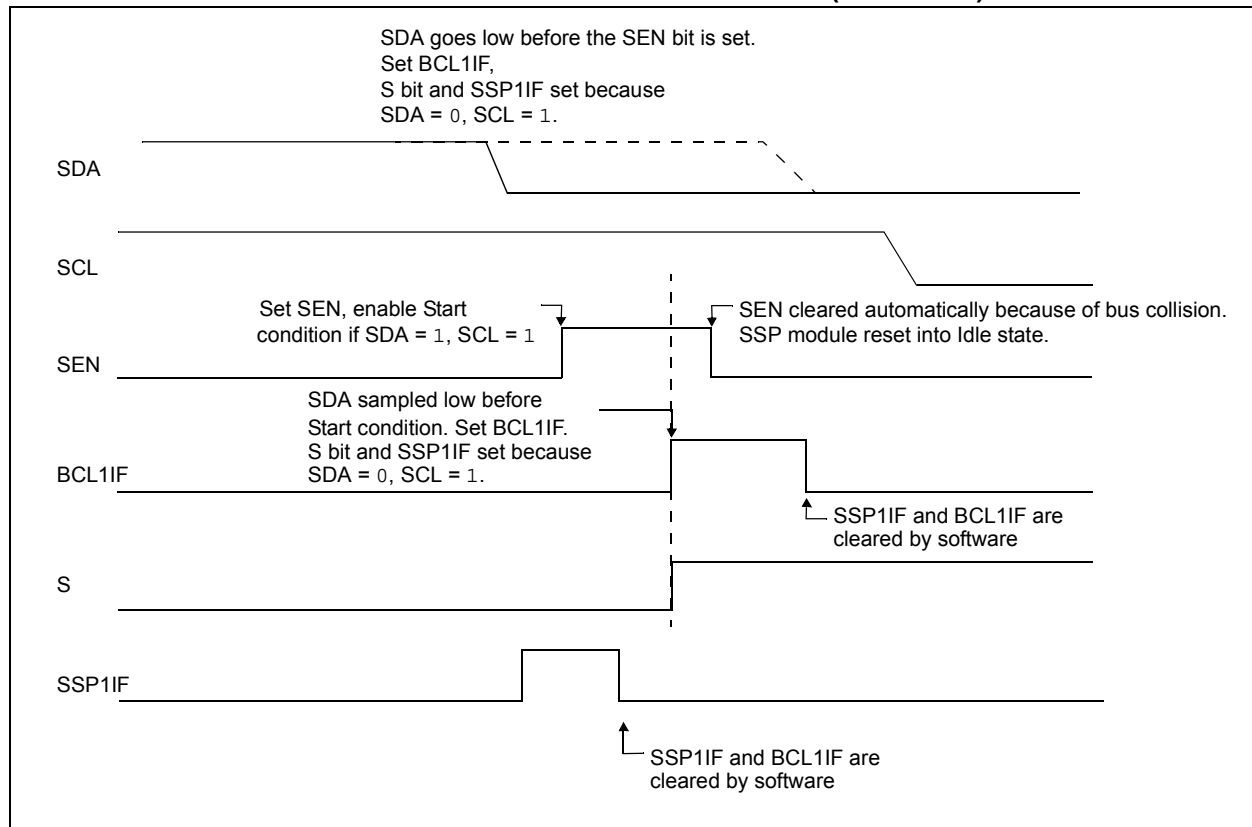 SDA goes low before the SEN bit is set.
Set BCL1IF,
S bit and SSP1IF set because
SDA = 0, SCL = 1.
SDA
SCL
Set SEN, enable Start
condition if SDA = 1, SCL = 1
SEN cleared automatically because of bus collision.
SSP module reset into Idle state.
SEN
SDA sampled low before
Start condition. Set BCL1IF.
S bit and SSP1IF set because
SDA = 0, SCL = 1.
BCL1IF
SSP1IF and BCL1IF are
cleared by software
S
SSP1IF
SSP1IF and BCL1IF are
cleared by software